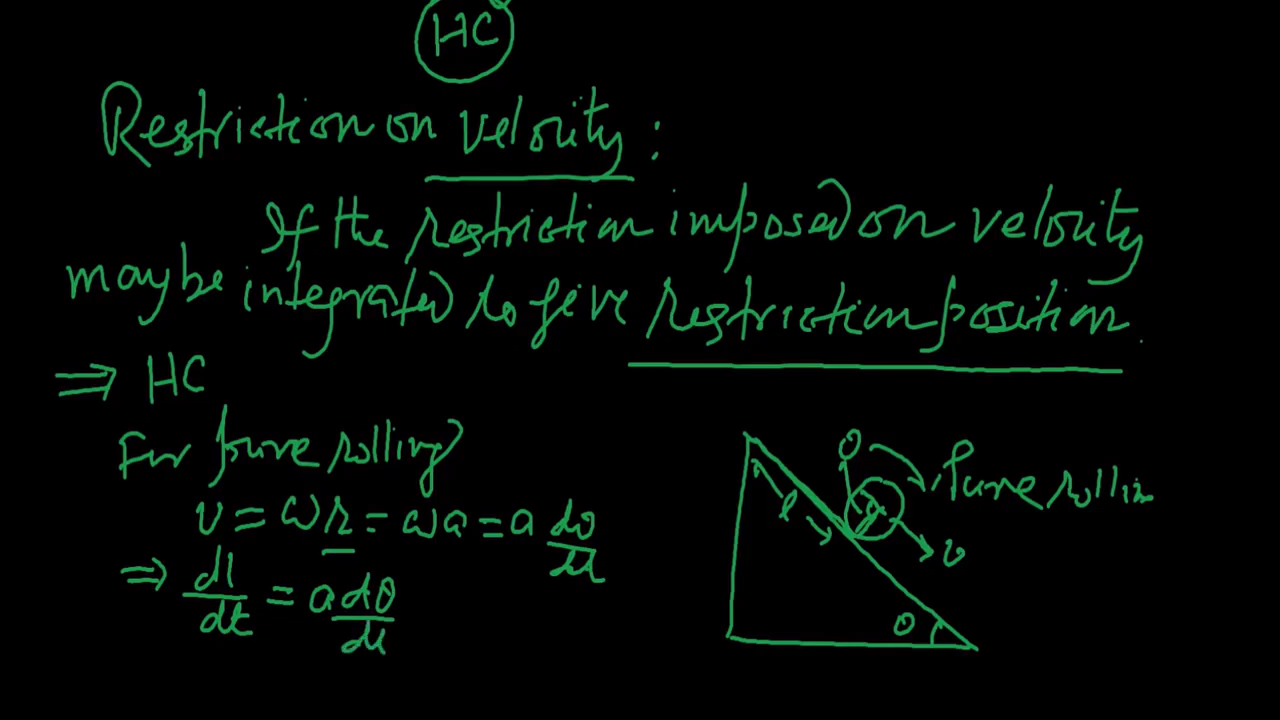 HC
Restriction on velocity:
If the restriction imposed on velocity
may be integrated to give restriction position.
⇒ HC
For pure rolling
v = ωr = ωa = a dθ/dt
⇒ dl/dt = a dθ/dt
θ
Pure rollin
l
a
v
θ